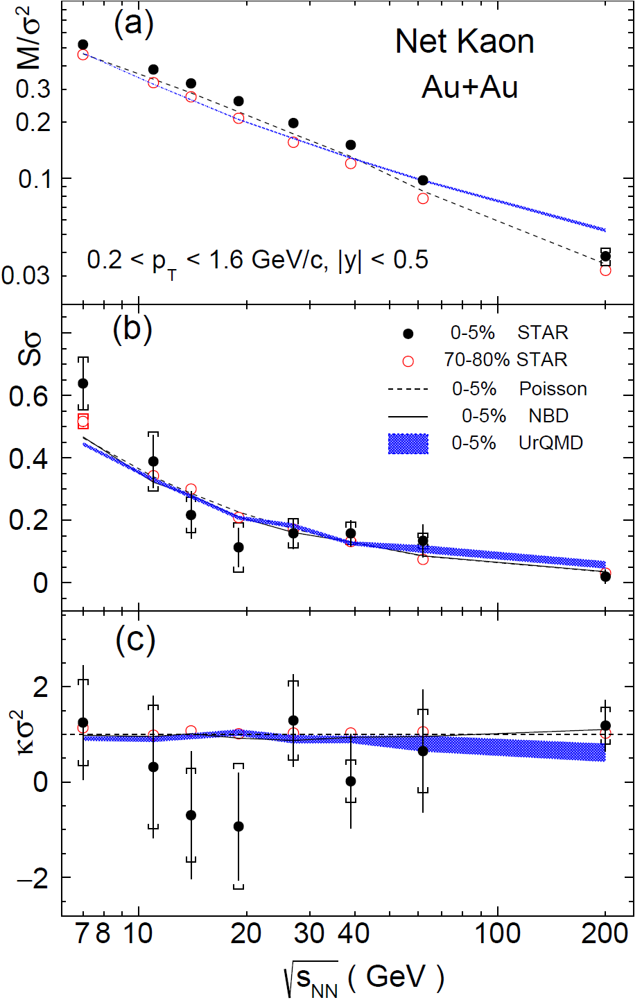 (a)
Net Kaon
Au+Au
M/σ²
0.3
0.2
0.1
0.03
0.2 < p_T < 1.6 GeV/c, |y| < 0.5
(b)
Sσ
0.6
0.4
0.2
0
0-5% STAR
70-80% STAR
0-5% Poisson
0-5% NBD
0-5% UrQMD
(c)
κσ²
2
0
−2
7 8 10 20 30 40 100 200
√s_NN ( GeV )